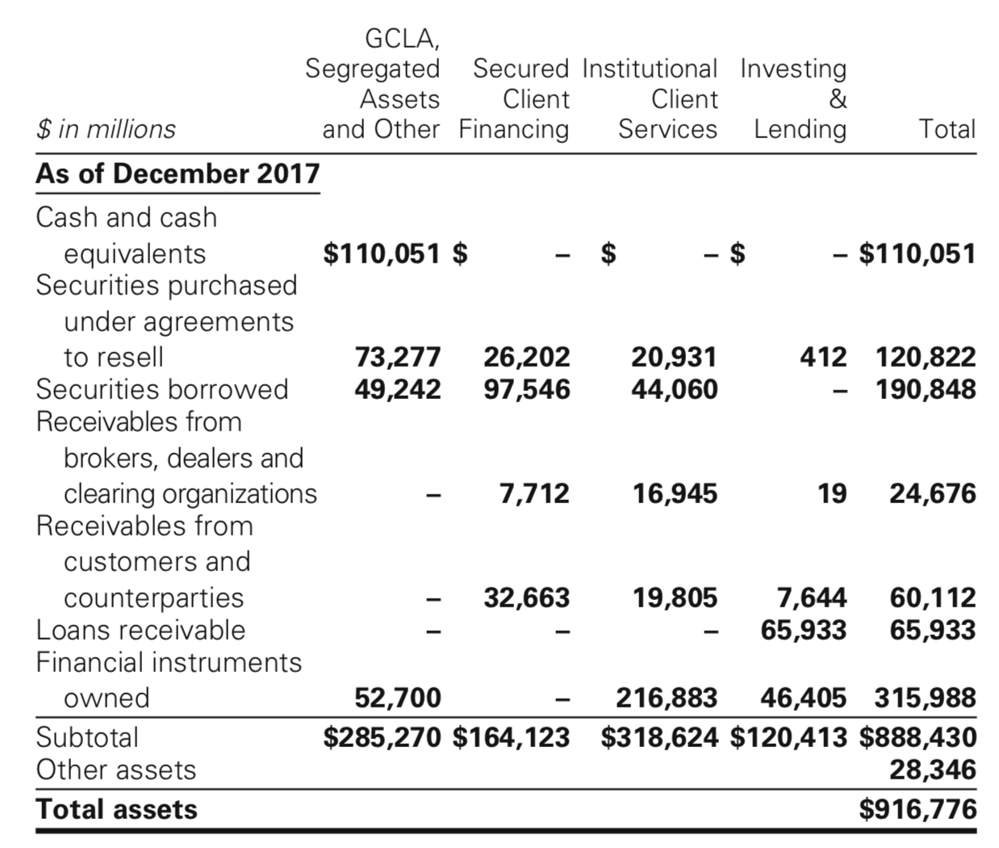 GCLA,
Segregated Secured Institutional Investing
Assets Client Client &
$ in millions and Other Financing Services Lending Total
As of December 2017
Cash and cash
equivalents $110,051 $ – $ – $ – $110,051
Securities purchased
under agreements
to resell 73,277 26,202 20,931 412 120,822
Securities borrowed 49,242 97,546 44,060 – 190,848
Receivables from
brokers, dealers and
clearing organizations – 7,712 16,945 19 24,676
Receivables from
customers and
counterparties – 32,663 19,805 7,644 60,112
Loans receivable – – – 65,933 65,933
Financial instruments
owned 52,700 – 216,883 46,405 315,988
Subtotal $285,270 $164,123 $318,624 $120,413 $888,430
Other assets 28,346
Total assets $916,776